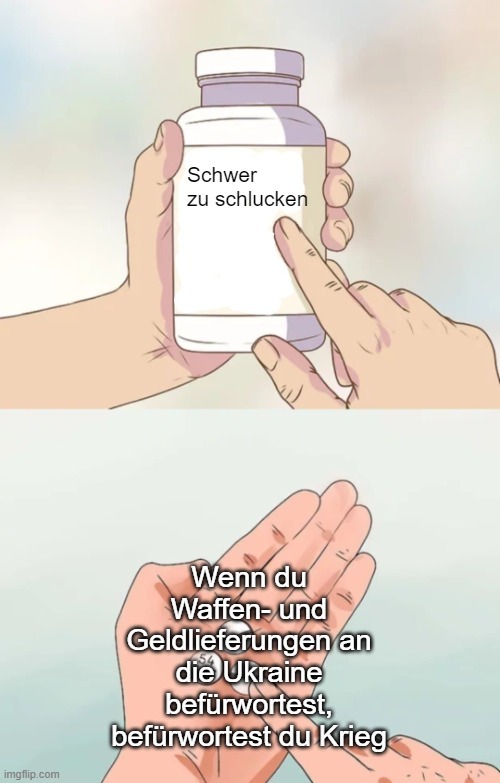 Schwer
zu schlucken
Wenn du
Waffen- und
Geldlieferungen an
die Ukraine
befürwortest,
befürwortest du Krieg
imgflip.com